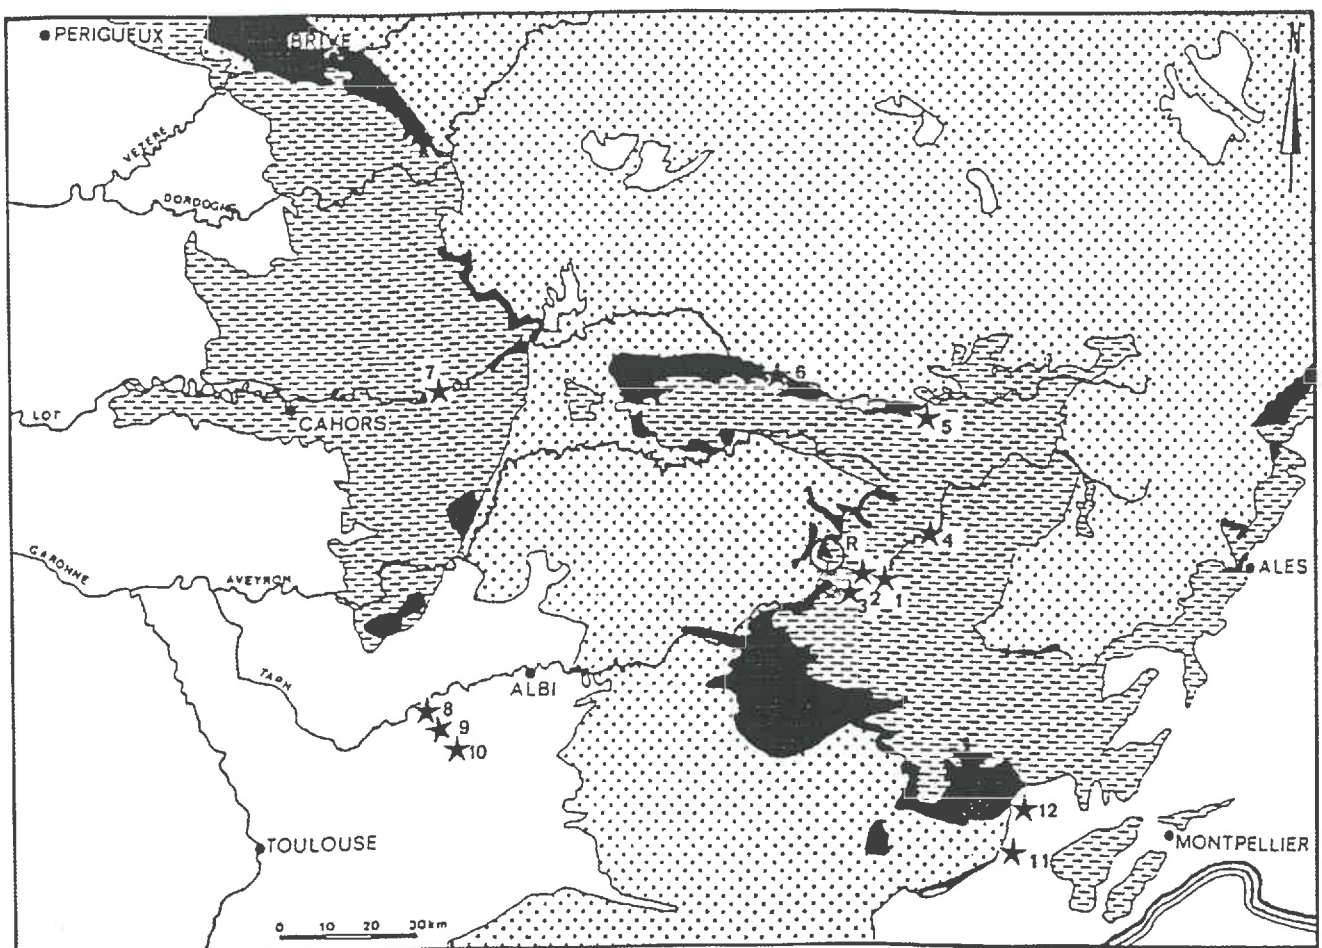 PERIGUEUX
BRIVE
N
VEZERE
DORDOGNE
7
6
LOT
CAHORS
5
R
4
GARONNE
AVEYRON
ALES
3 2 1
TARN
ALBI
8
9
10
12
TOULOUSE
MONTPELLIER
11
0 10 20 30km